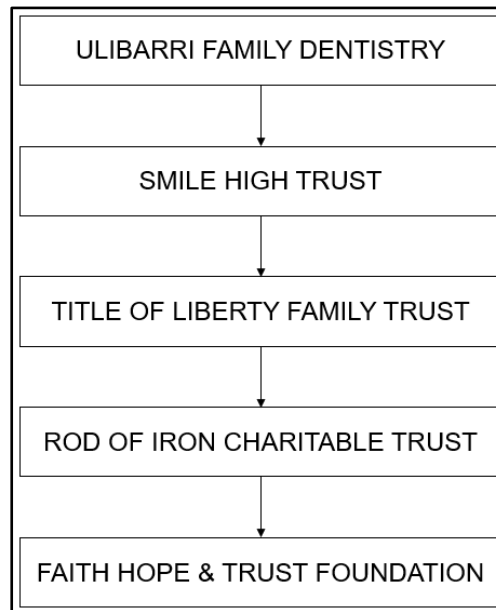 ULIBARRI FAMILY DENTISTRY
SMILE HIGH TRUST
TITLE OF LIBERTY FAMILY TRUST
ROD OF IRON CHARITABLE TRUST
FAITH HOPE & TRUST FOUNDATION